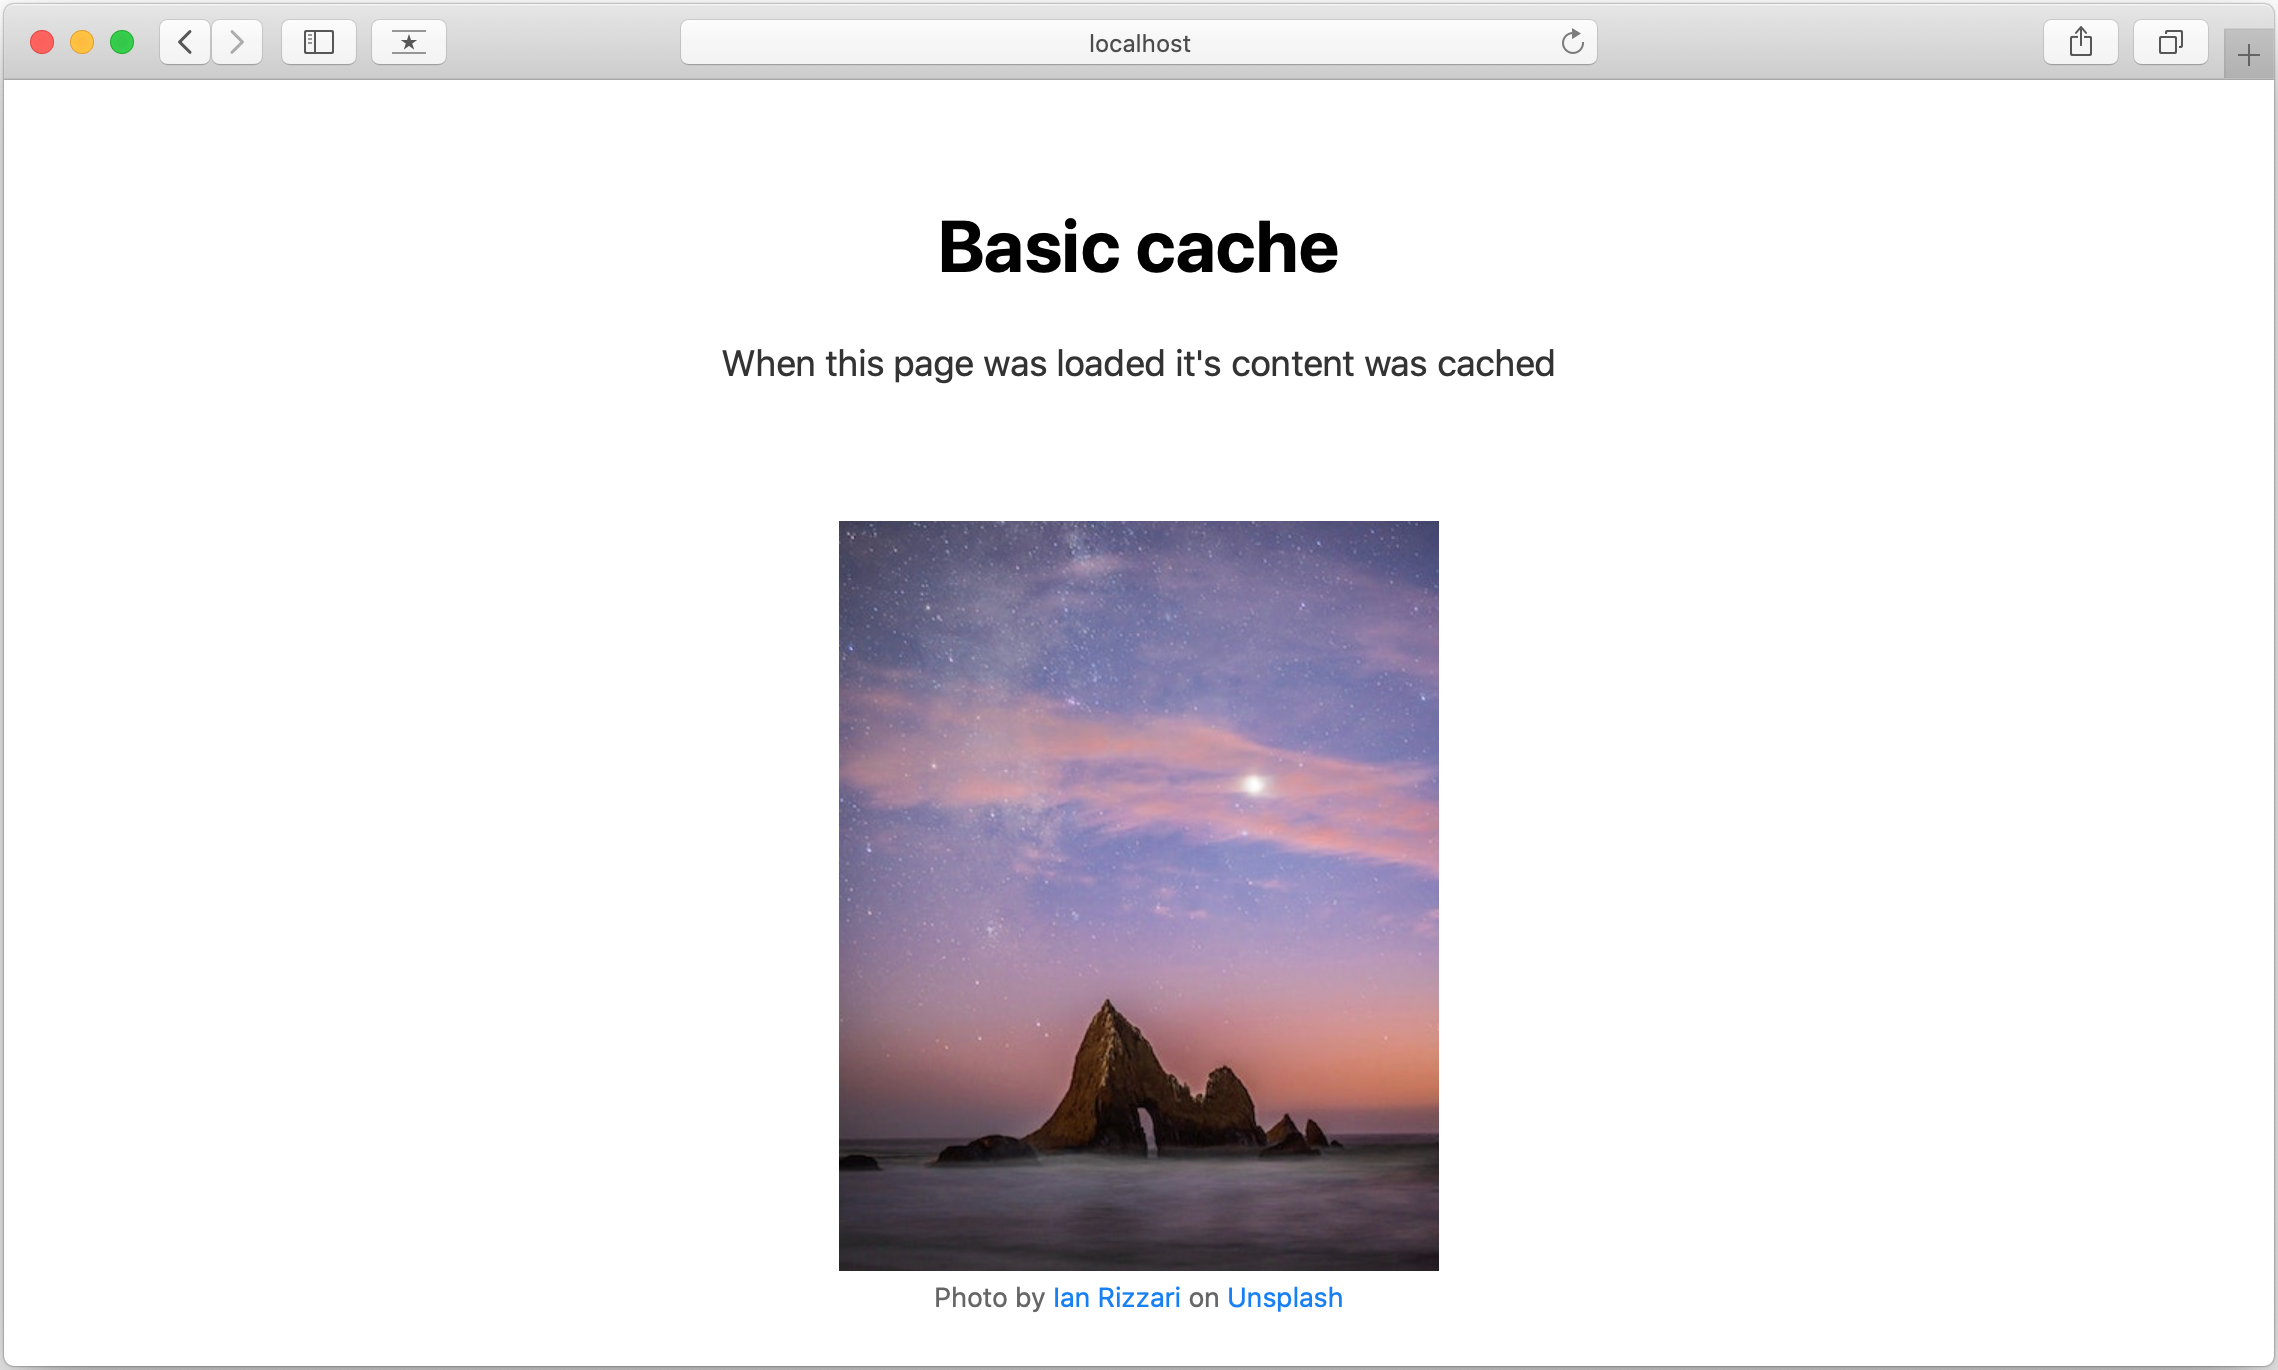 localhost
Basic cache
When this page was loaded it's content was cached
Photo by Ian Rizzari on Unsplash